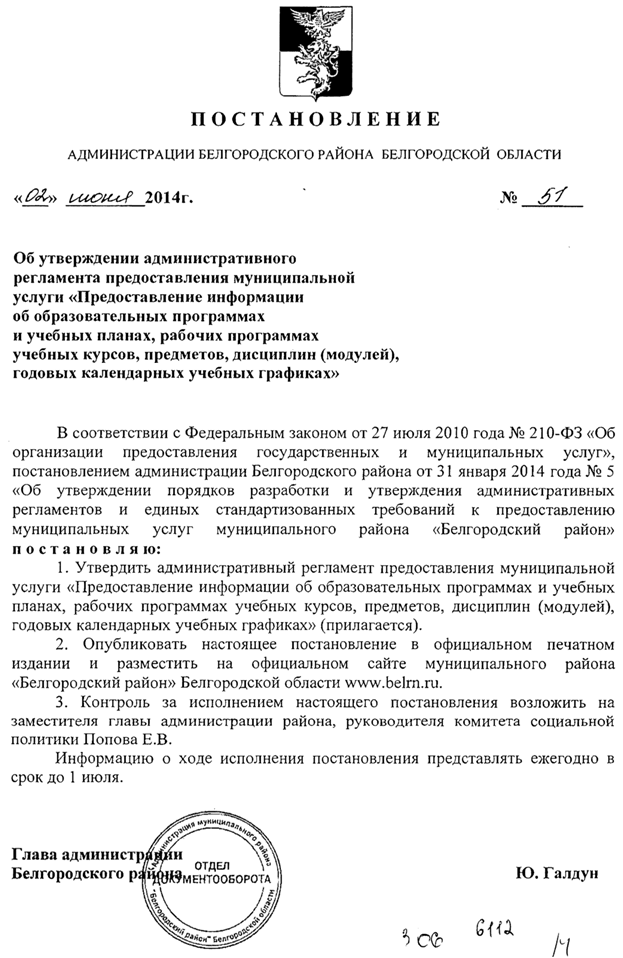 ПОСТАНОВЛЕНИЕ
АДМИНИСТРАЦИИ БЕЛГОРОДСКОГО РАЙОНА БЕЛГОРОДСКОЙ ОБЛАСТИ
«02» июня 2014г. № 51
Об утверждении административного
регламента предоставления муниципальной
услуги «Предоставление информации
об образовательных программах
и учебных планах, рабочих программах
учебных курсов, предметов, дисциплин (модулей),
годовых календарных учебных графиках»
В соответствии с Федеральным законом от 27 июля 2010 года № 210-ФЗ «Об
организации предоставления государственных и муниципальных услуг»,
постановлением администрации Белгородского района от 31 января 2014 года № 5
«Об утверждении порядков разработки и утверждения административных
регламентов и единых стандартизованных требований к предоставлению
муниципальных услуг муниципального района «Белгородский район»
п о с т а н о в л я ю:
1. Утвердить административный регламент предоставления муниципальной
услуги «Предоставление информации об образовательных программах и учебных
планах, рабочих программах учебных курсов, предметов, дисциплин (модулей),
годовых календарных учебных графиках» (прилагается).
2. Опубликовать настоящее постановление в официальном печатном
издании и разместить на официальном сайте муниципального района
«Белгородский район» Белгородской области www.belrn.ru.
3. Контроль за исполнением настоящего постановления возложить на
заместителя главы администрации района, руководителя комитета социальной
политики Попова Е.В.
Информацию о ходе исполнения постановления представлять ежегодно в
срок до 1 июля.
Глава администрации
Белгородского района Ю. Галдун
Администрация муниципального района
ОТДЕЛ
ДОКУМЕНТООБОРОТА
"Белгородский район" Белгородской области
6112